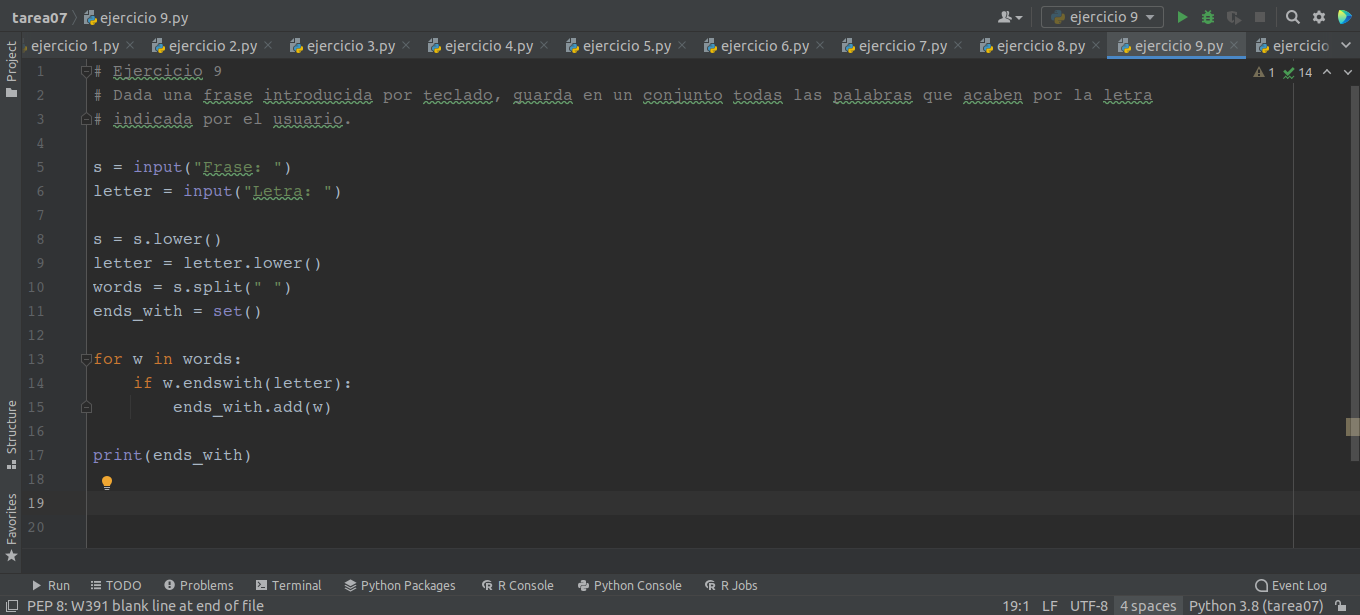 tarea07 ejercicio 9.py ejercicio 9
ejercicio 1.py ejercicio 2.py ejercicio 3.py ejercicio 4.py ejercicio 5.py ejercicio 6.py ejercicio 7.py ejercicio 8.py ejercicio 9.py ejercicio
Project
Structure
Favorites
1 14
1 # Ejercicio 9
2 # Dada una frase introducida por teclado, guarda en un conjunto todas las palabras que acaben por la letra
3 # indicada por el usuario.
4
5 s = input("Frase: ")
6 letter = input("Letra: ")
7
8 s = s.lower()
9 letter = letter.lower()
10 words = s.split(" ")
11 ends_with = set()
12
13 for w in words:
14     if w.endswith(letter):
15         ends_with.add(w)
16
17 print(ends_with)
18
19
20
Run TODO Problems Terminal Python Packages R Console Python Console R Jobs Event Log
PEP 8: W391 blank line at end of file 19:1 LF UTF-8 4 spaces Python 3.8 (tarea07)